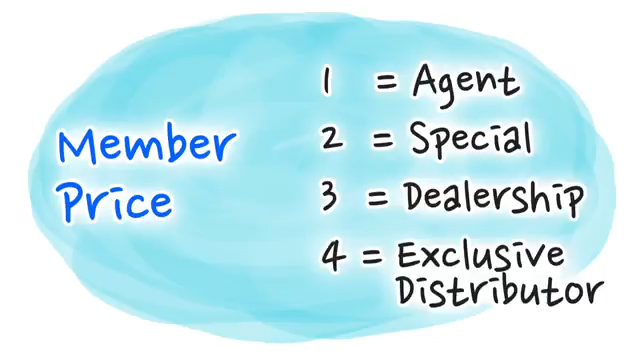 Member
Price
1 = Agent
2 = Special
3 = Dealership
4 = Exclusive
Distributor